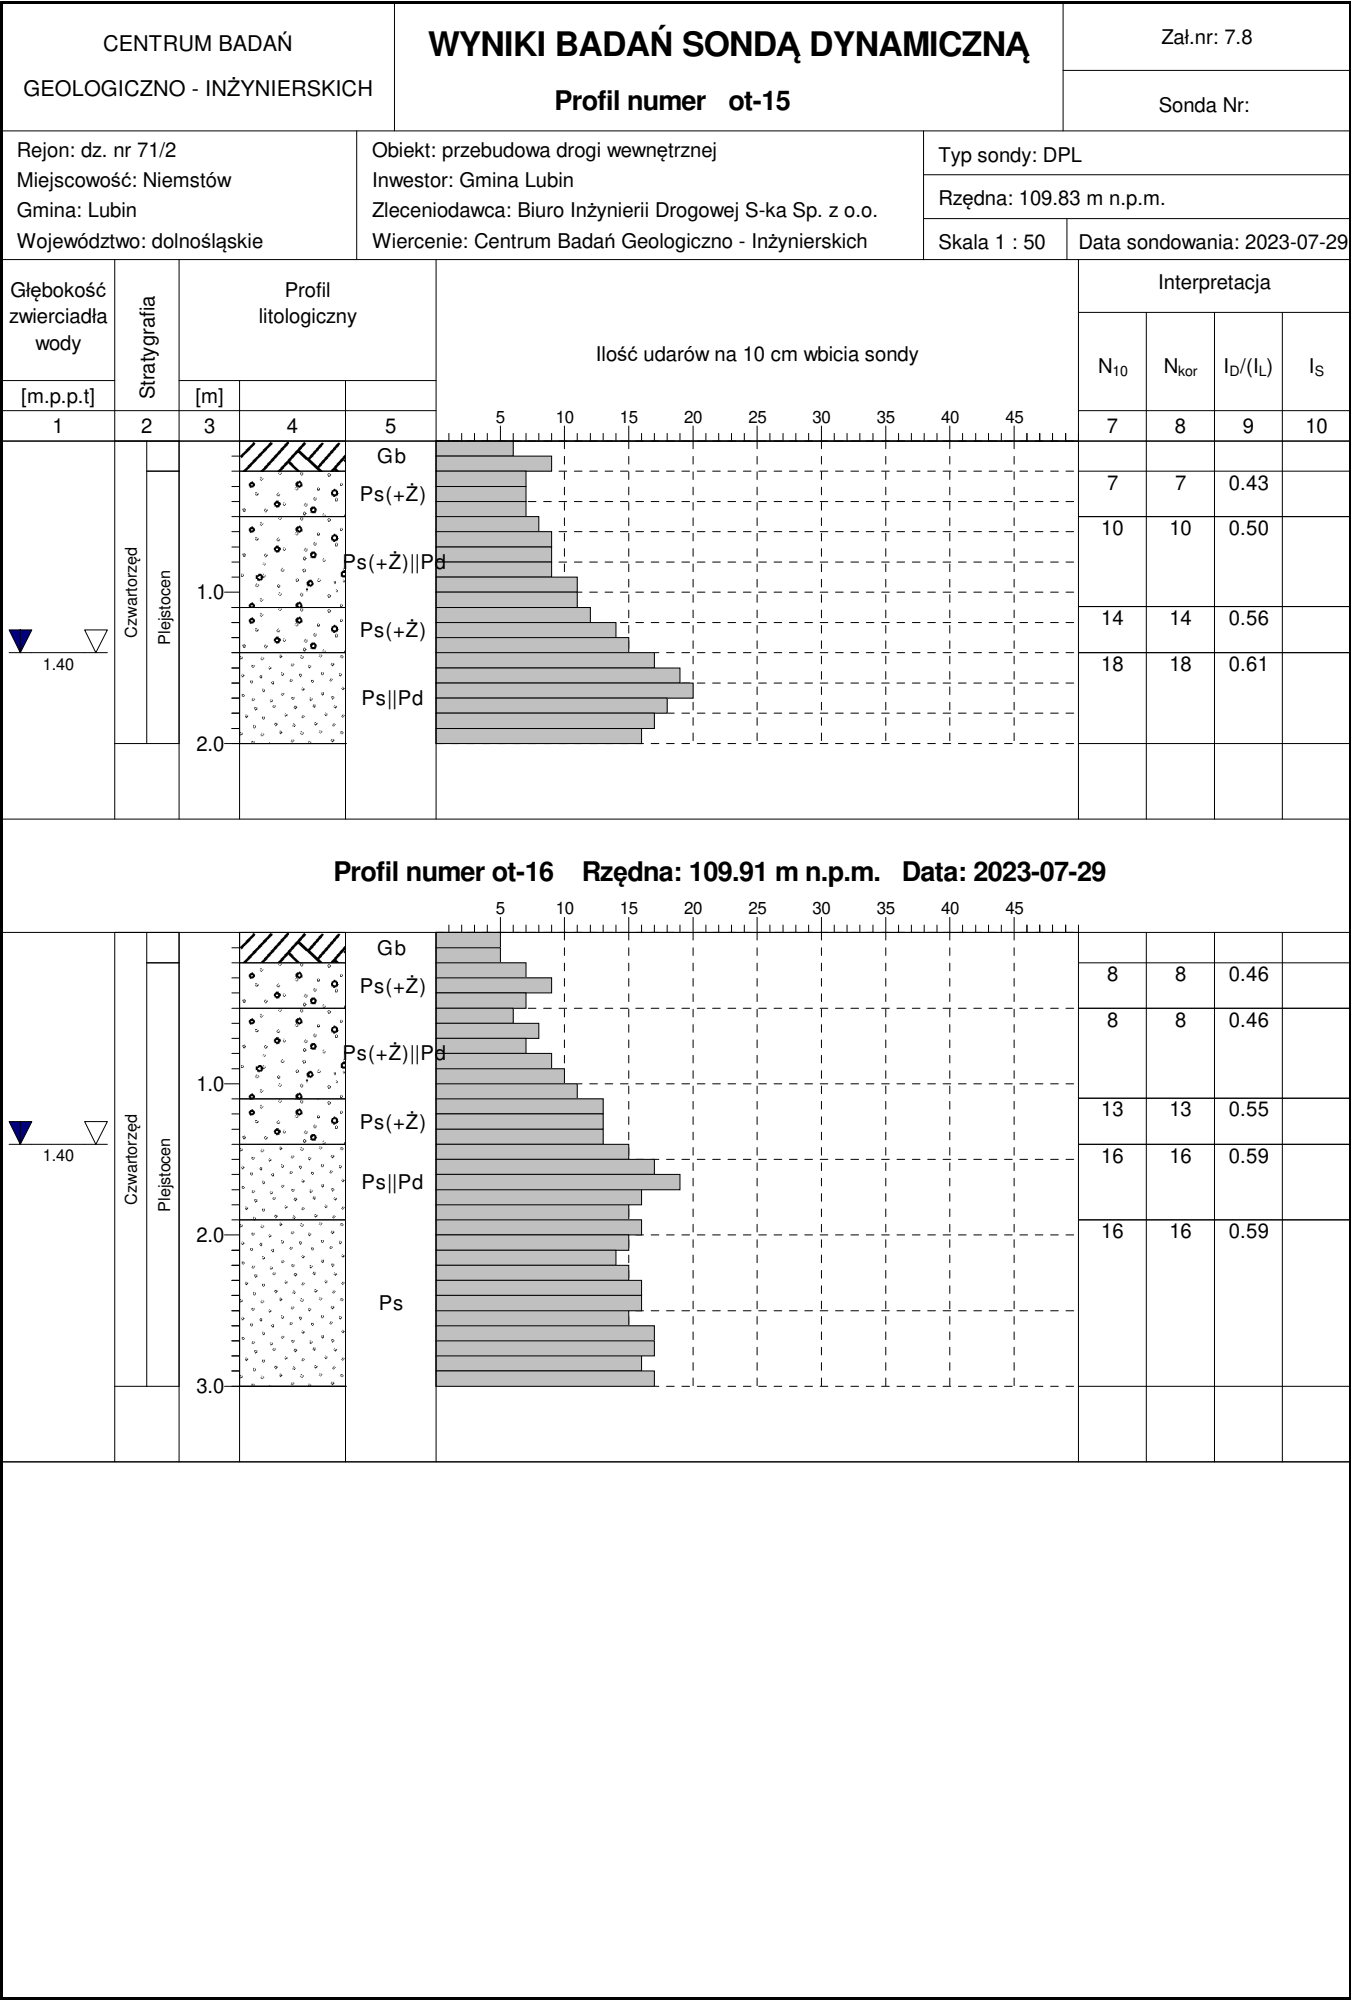 CENTRUM BADAŃ
GEOLOGICZNO - INŻYNIERSKICH
WYNIKI BADAŃ SONDĄ DYNAMICZNĄ
Profil numer ot-15
Zał.nr: 7.8
Sonda Nr:
Rejon: dz. nr 71/2
Miejscowość: Niemstów
Gmina: Lubin
Województwo: dolnośląskie
Obiekt: przebudowa drogi wewnętrznej
Inwestor: Gmina Lubin
Zleceniodawca: Biuro Inżynierii Drogowej S-ka Sp. z o.o.
Wiercenie: Centrum Badań Geologiczno - Inżynierskich
Typ sondy: DPL
Rzędna: 109.83 m n.p.m.
Skala 1 : 50
Data sondowania: 2023-07-29
Głębokość
zwierciadła
wody
[m.p.p.t]
Stratygrafia
Profil
litologiczny
[m]
Ilość udarów na 10 cm wbicia sondy
Interpretacja
N10
Nkor
ID/(IL)
IS
5 10 15 20 25 30 35 40 45
1 2 3 4 5 7 8 9 10
Gb
Ps(+Ż)
7 7 0.43
Ps(+Ż)||Pd
10 10 0.50
1.0
Ps(+Ż)
14 14 0.56
1.40
Ps||Pd
18 18 0.61
2.0
Czwartorzęd
Plejstocen
Profil numer ot-16 Rzędna: 109.91 m n.p.m. Data: 2023-07-29
5 10 15 20 25 30 35 40 45
Gb
Ps(+Ż)
8 8 0.46
Ps(+Ż)||Pd
8 8 0.46
1.0
Ps(+Ż)
13 13 0.55
1.40
Ps||Pd
16 16 0.59
2.0
16 16 0.59
Ps
3.0
Czwartorzęd
Plejstocen